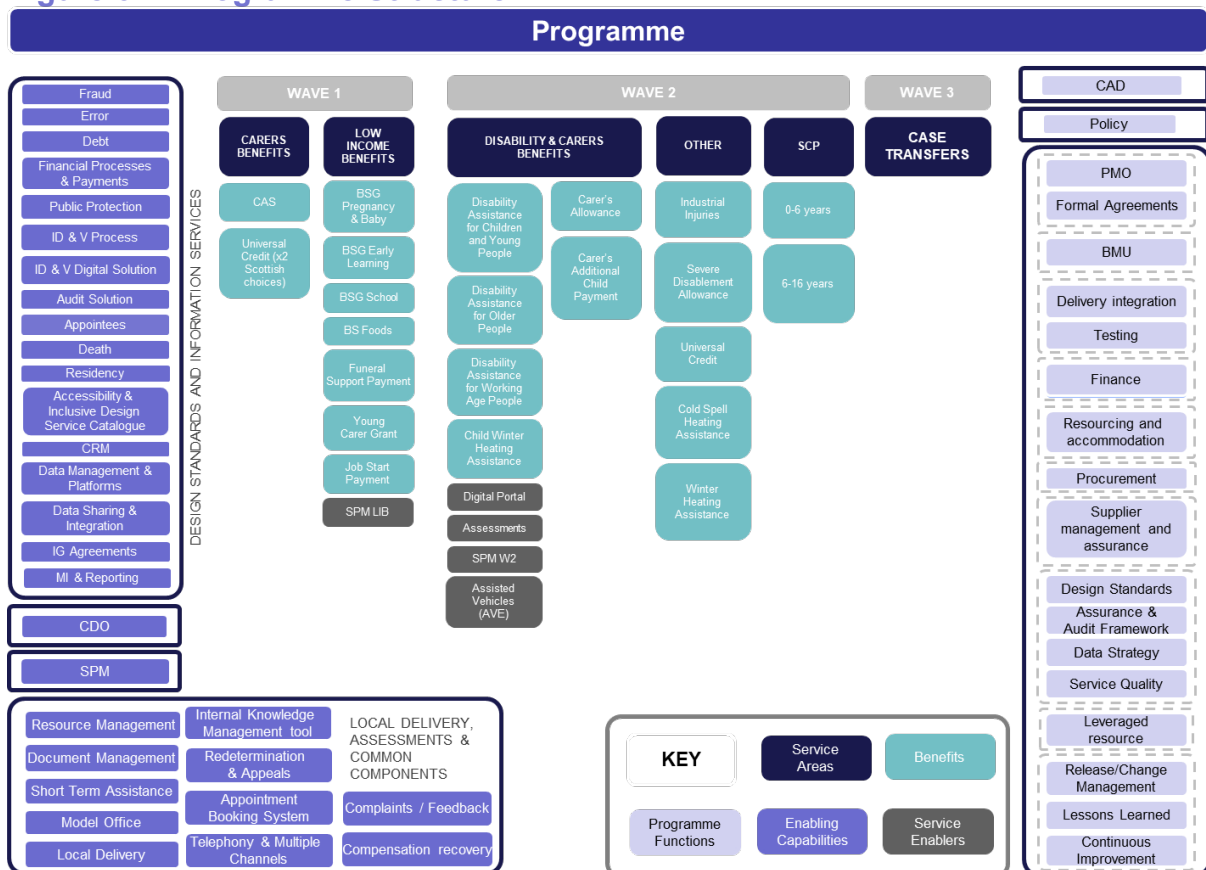 Programme
Fraud
Error
Debt
Financial Processes
& Payments
Public Protection
ID & V Process
ID & V Digital Solution
Audit Solution
Appointees
Death
Residency
Accessibility &
Inclusive Design
Service Catalogue
CRM
Data Management &
Platforms
Data Sharing &
Integration
IG Agreements
MI & Reporting
DESIGN STANDARDS AND INFORMATION SERVICES
CDO
SPM
WAVE 1
CARERS
BENEFITS
CAS
Universal
Credit (x2
Scottish
choices)
LOW
INCOME
BENEFITS
BSG
Pregnancy
& Baby
BSG Early
Learning
BSG School
BS Foods
Funeral
Support Payment
Young
Carer Grant
Job Start
Payment
SPM LIB
WAVE 2
DISABILITY & CARERS
BENEFITS
Disability
Assistance
for Children
and Young
People
Disability
Assistance
for Older
People
Disability
Assistance
for Working
Age People
Child Winter
Heating
Assistance
Digital Portal
Assessments
SPM W2
Assisted
Vehicles
(AVE)
Carer's
Allowance
Carer's
Additional
Child
Payment
OTHER
Industrial
Injuries
Severe
Disablement
Allowance
Universal
Credit
Cold Spell
Heating
Assistance
Winter
Heating
Assistance
SCP
0-6 years
6-16 years
WAVE 3
CASE
TRANSFERS
CAD
Policy
PMO
Formal Agreements
BMU
Delivery integration
Testing
Finance
Resourcing and
accommodation
Procurement
Supplier
management and
assurance
Design Standards
Assurance &
Audit Framework
Data Strategy
Service Quality
Leveraged
resource
Release/Change
Management
Lessons Learned
Continuous
Improvement
Resource Management
Document Management
Short Term Assistance
Model Office
Local Delivery
Internal Knowledge
Management tool
Redetermination
& Appeals
Appointment
Booking System
Telephony & Multiple
Channels
LOCAL DELIVERY,
ASSESSMENTS &
COMMON
COMPONENTS
Complaints / Feedback
Compensation recovery
KEY
Service
Areas
Benefits
Programme
Functions
Enabling
Capabilities
Service
Enablers